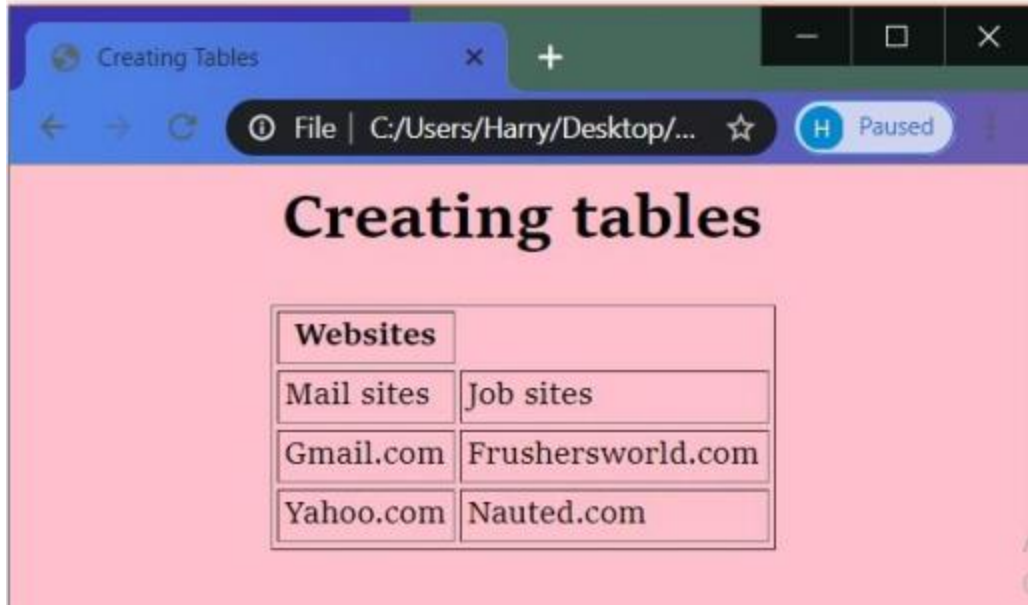 Creating Tables
File | C:/Users/Harry/Desktop/...
H Paused
Creating tables
Websites
Mail sites Job sites
Gmail.com Frushersworld.com
Yahoo.com Nauted.com